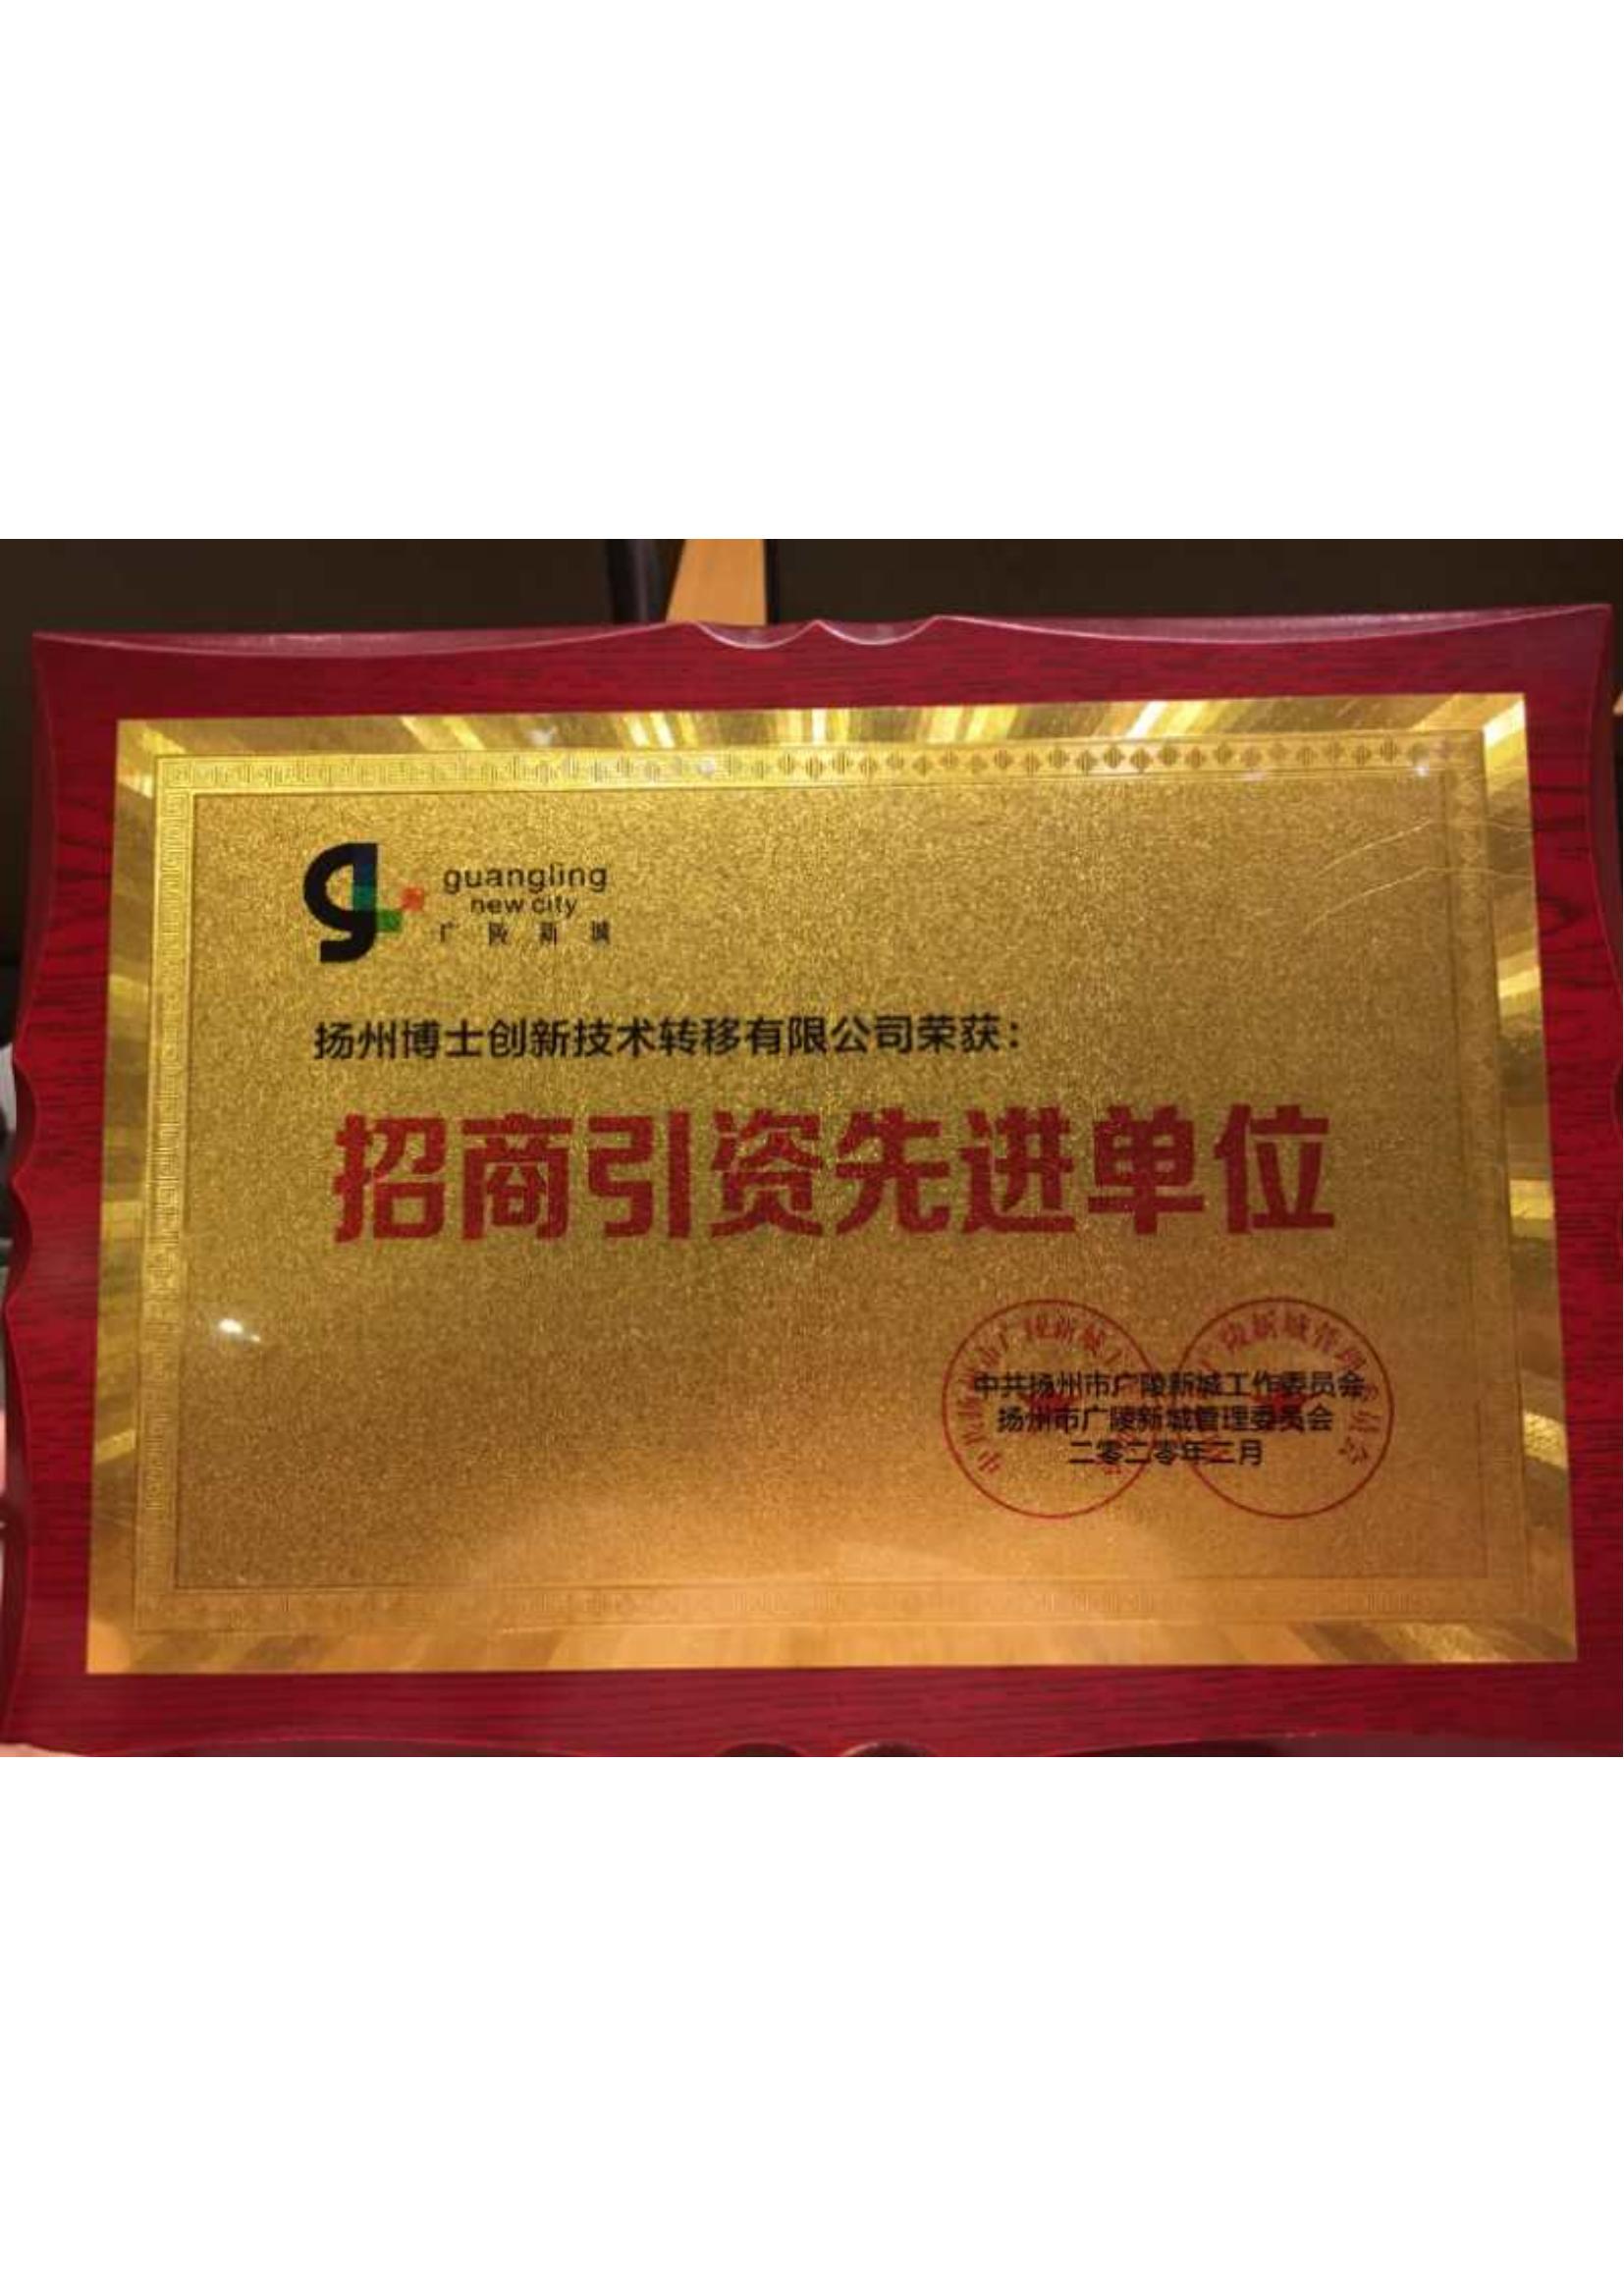 guangling
new city
广陵新城
扬州博士创新技术转移有限公司荣获：
招商引资先进单位
中共扬州市广陵新城工作委员会
扬州市广陵新城管理委员会
二零二零年二月